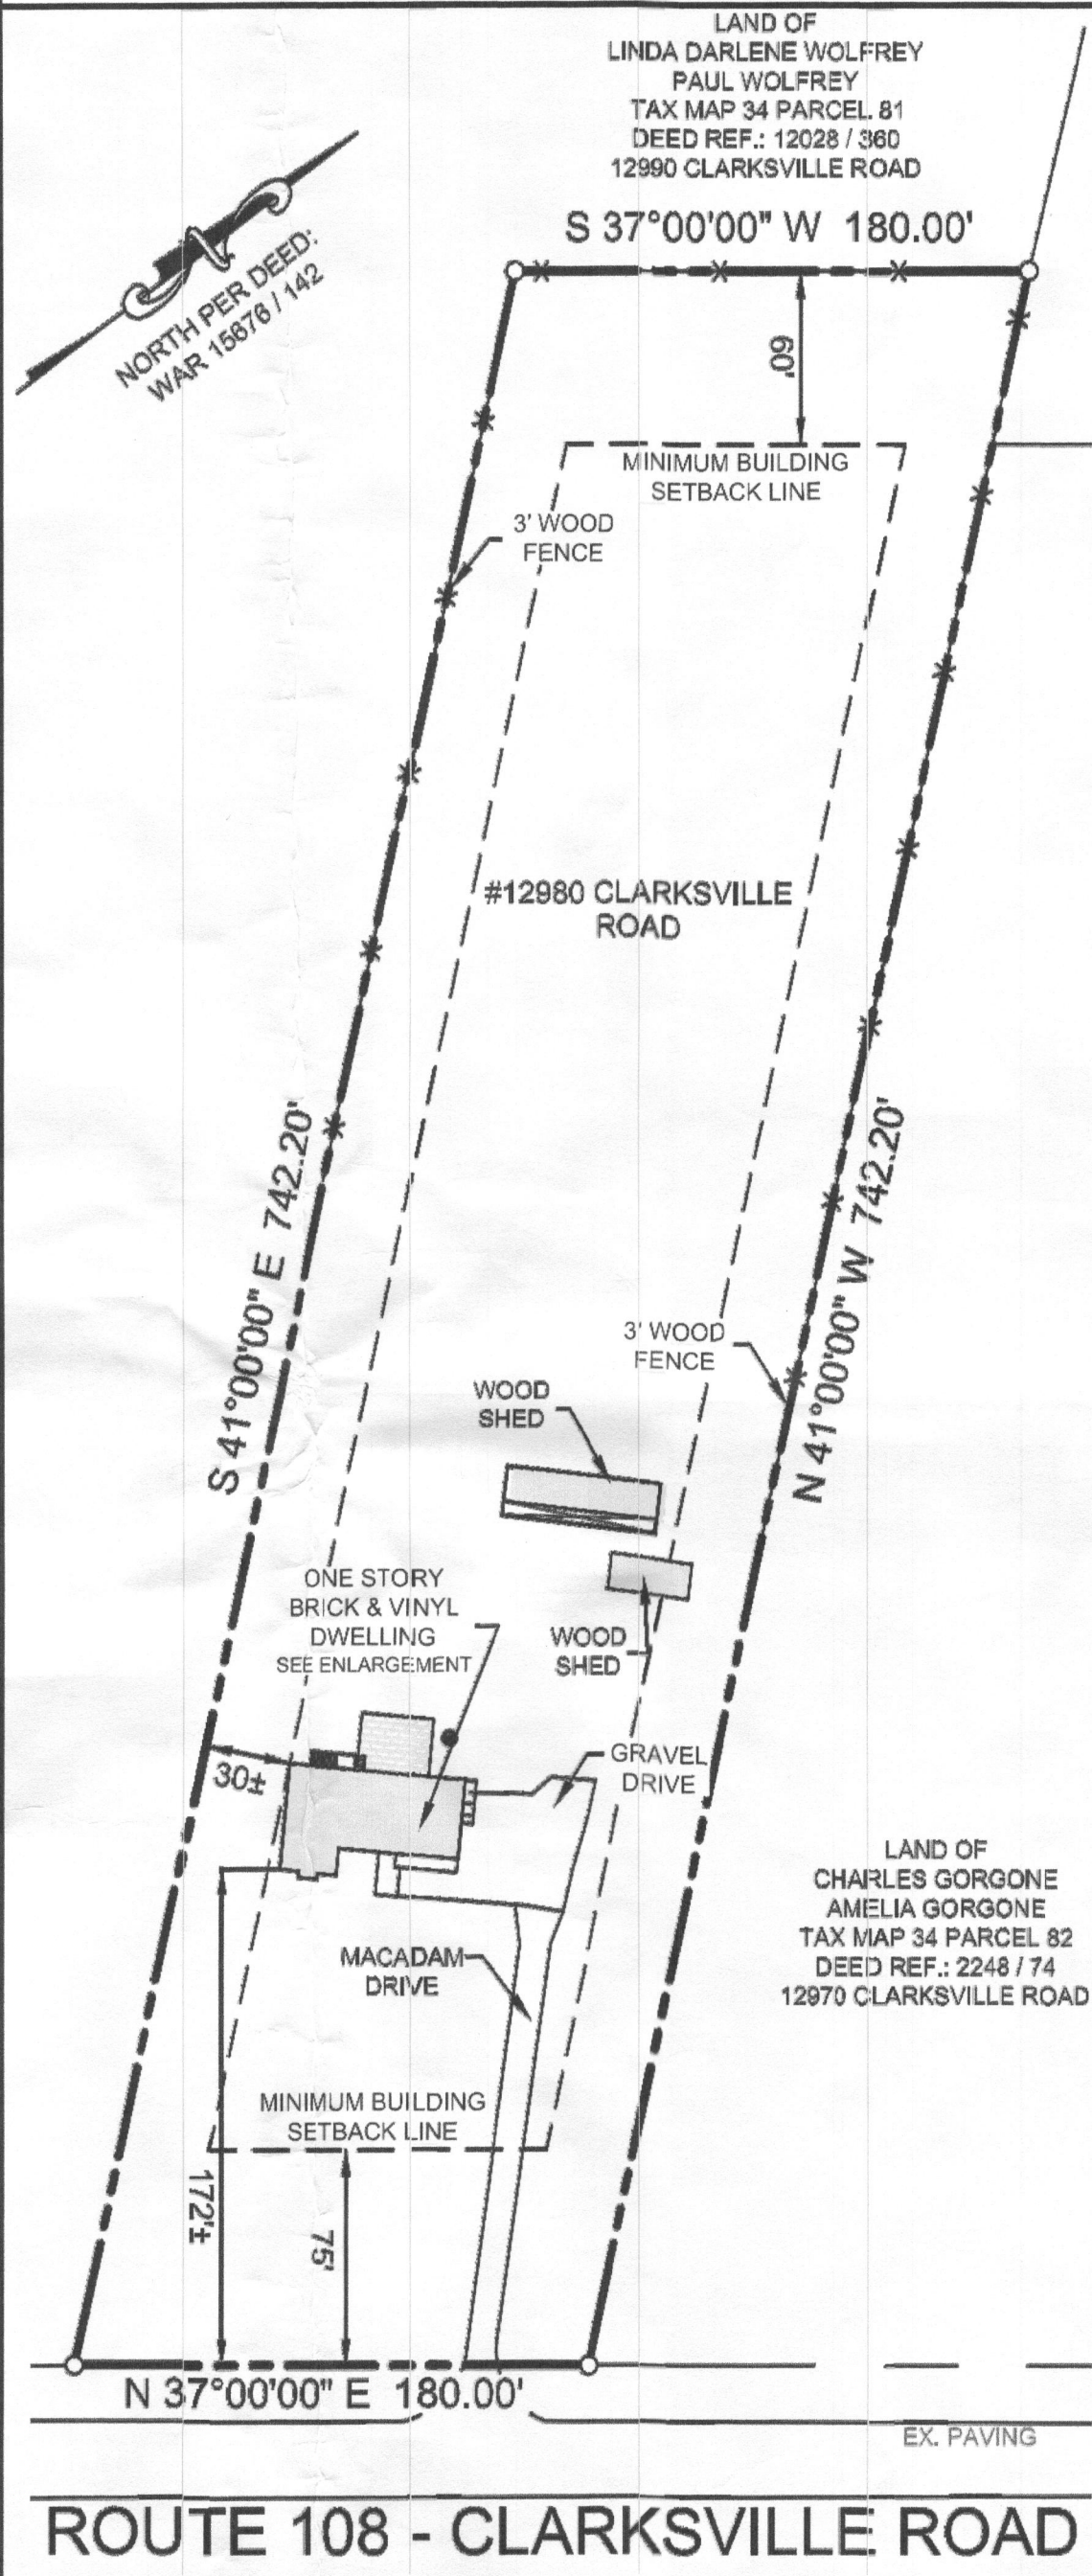 LAND OF
LINDA DARLENE WOLFREY
PAUL WOLFREY
TAX MAP 34 PARCEL 81
DEED REF.: 12028 / 360
12990 CLARKSVILLE ROAD
S 37°00'00" W 180.00'
N
NORTH PER DEED:
WAR 15676 / 142
60'
MINIMUM BUILDING
SETBACK LINE
3' WOOD
FENCE
#12980 CLARKSVILLE
ROAD
S 41°00'00" E 742.20'
N 41°00'00" W 742.20'
3' WOOD
FENCE
WOOD
SHED
ONE STORY
BRICK & VINYL
DWELLING
SEE ENLARGEMENT
WOOD
SHED
30±
GRAVEL
DRIVE
LAND OF
CHARLES GORGONE
AMELIA GORGONE
TAX MAP 34 PARCEL 82
DEED REF.: 2248 / 74
12970 CLARKSVILLE ROAD
MACADAM
DRIVE
MINIMUM BUILDING
SETBACK LINE
172'±
75'
N 37°00'00" E 180.00'
EX. PAVING
ROUTE 108 - CLARKSVILLE ROAD